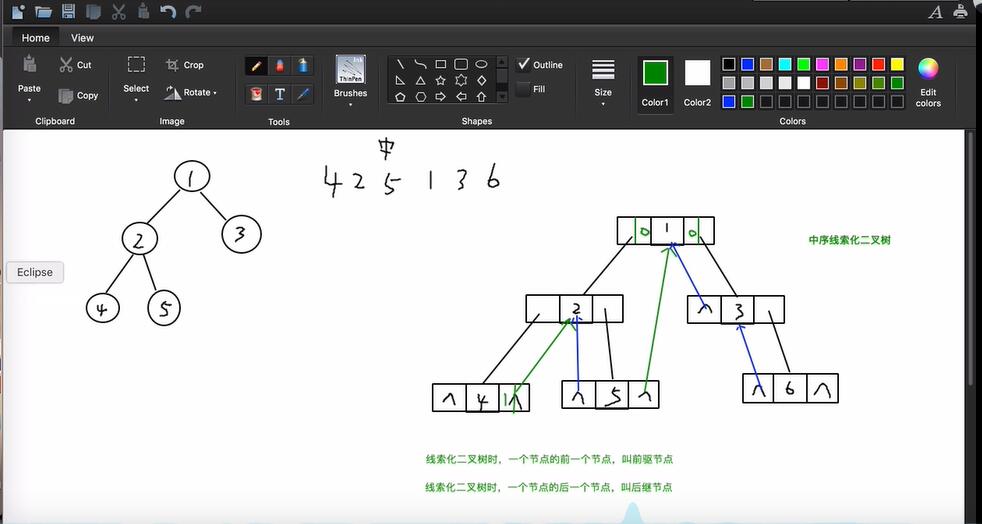 Home View
Paste
Cut
Copy
Clipboard
Select
Crop
Rotate
Image
T
Tools
Ink
ThinPen
Brushes
Outline
Fill
Shapes
Size
Color1
Color2
Edit
colors
Colors
A
中
4 2 5 1 3 6
1
2
3
4
5
Eclipse
0 1 0
中序线索化二叉树
2
^ 3
^ 4 1 ^
^ 5 ^
^ 6 ^
线索化二叉树时，一个节点的前一个节点，叫前驱节点
线索化二叉树时，一个节点的后一个节点，叫后继节点